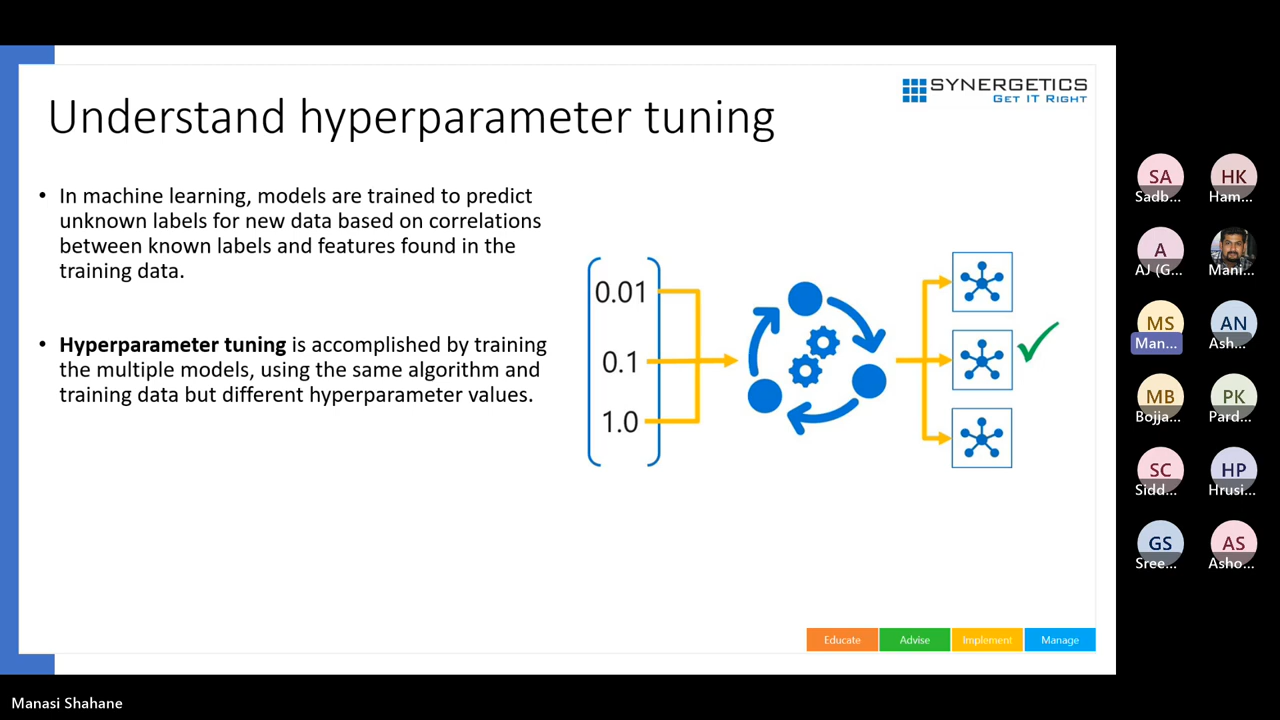 SYNERGETICS
GET IT RIGHT
Understand hyperparameter tuning
• In machine learning, models are trained to predict
unknown labels for new data based on correlations
between known labels and features found in the
training data.
• Hyperparameter tuning is accomplished by training
the multiple models, using the same algorithm and
training data but different hyperparameter values.
0.01
0.1
1.0
Educate Advise Implement Manage
SA HK
Sadb... Ham...
A
AJ (G... Mani...
MS AN
Man... Ash...
MB PK
Bojja... Pard...
SC HP
Sidd... Hrusi...
GS AS
Sree... Asho...
Manasi Shahane